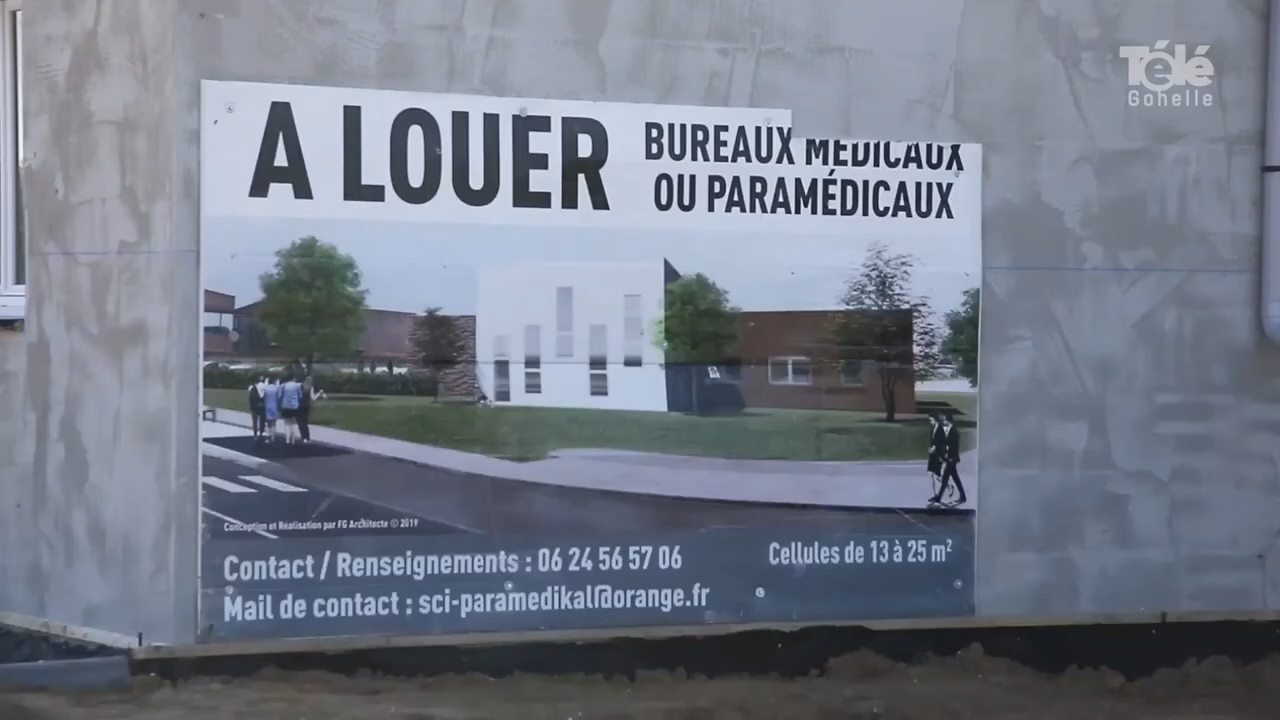 Télé
Gohelle
A LOUER
BUREAUX MÉDICAUX
OU PARAMÉDICAUX
Conception et Réalisation par FG Architecte © 2019
Contact / Renseignements : 06 24 56 57 06
Cellules de 13 à 25 m²
Mail de contact : sci-paramedikal@orange.fr